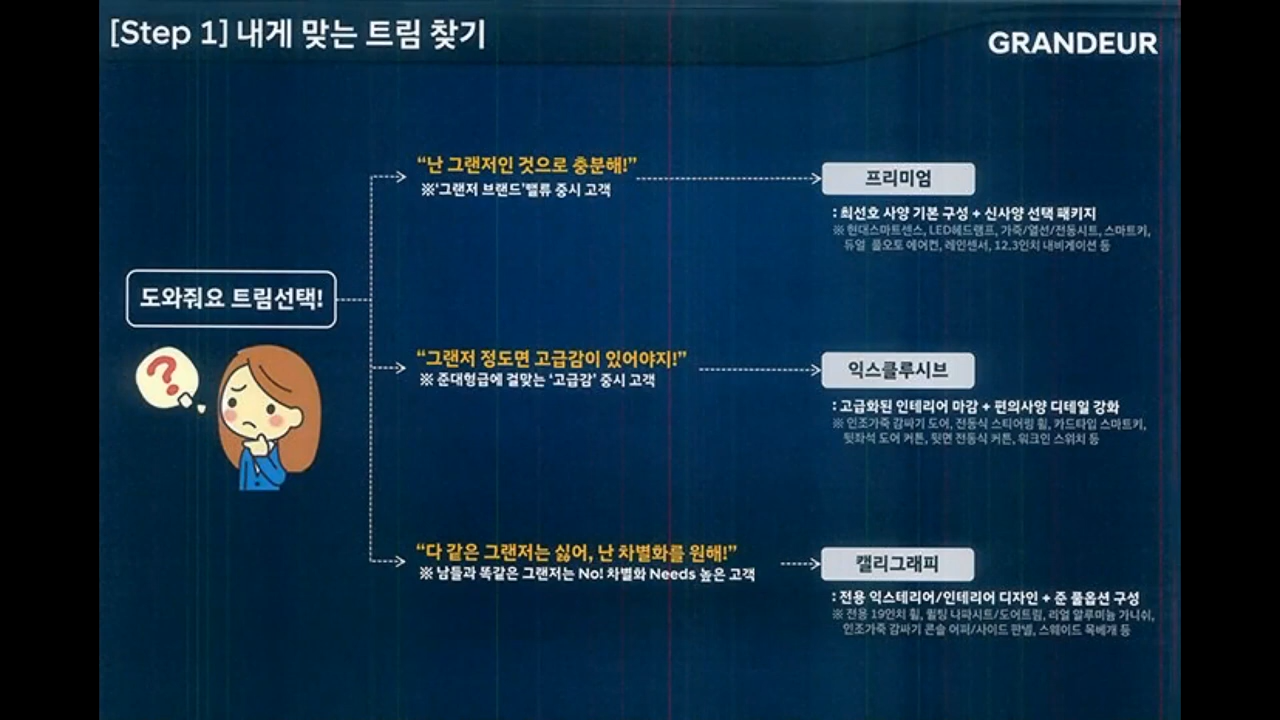 [Step 1] 내게 맞는 트림 찾기
GRANDEUR
도와줘요 트림선택!
?
“난 그랜저인 것으로 충분해!”
※‘그랜저 브랜드’밸류 중시 고객
프리미엄
: 최선호 사양 기본 구성 + 신사양 선택 패키지
※ 현대스마트센스, LED헤드램프, 가죽/열선/전동시트, 스마트키,
듀얼 풀오토 에어컨, 레인센서, 12.3인치 내비게이션 등
“그랜저 정도면 고급감이 있어야지!”
※ 준대형급에 걸맞는 ‘고급감’ 중시 고객
익스클루시브
: 고급화된 인테리어 마감 + 편의사양 디테일 강화
※ 인조가죽 감싸기 도어, 전동식 스티어링 휠, 카드타입 스마트키,
뒷좌석 도어 커튼, 뒷면 전동식 커튼, 워크인 스위치 등
“다 같은 그랜저는 싫어, 난 차별화를 원해!”
※ 남들과 똑같은 그랜저는 No! 차별화 Needs 높은 고객
캘리그래피
: 전용 익스테리어/인테리어 디자인 + 준 풀옵션 구성
※ 전용 19인치 휠, 퀼팅 나파시트/도어트림, 리얼 알루미늄 가니쉬,
인조가죽 감싸기 콘솔 어퍼/사이드 판넬, 스웨이드 목베개 등